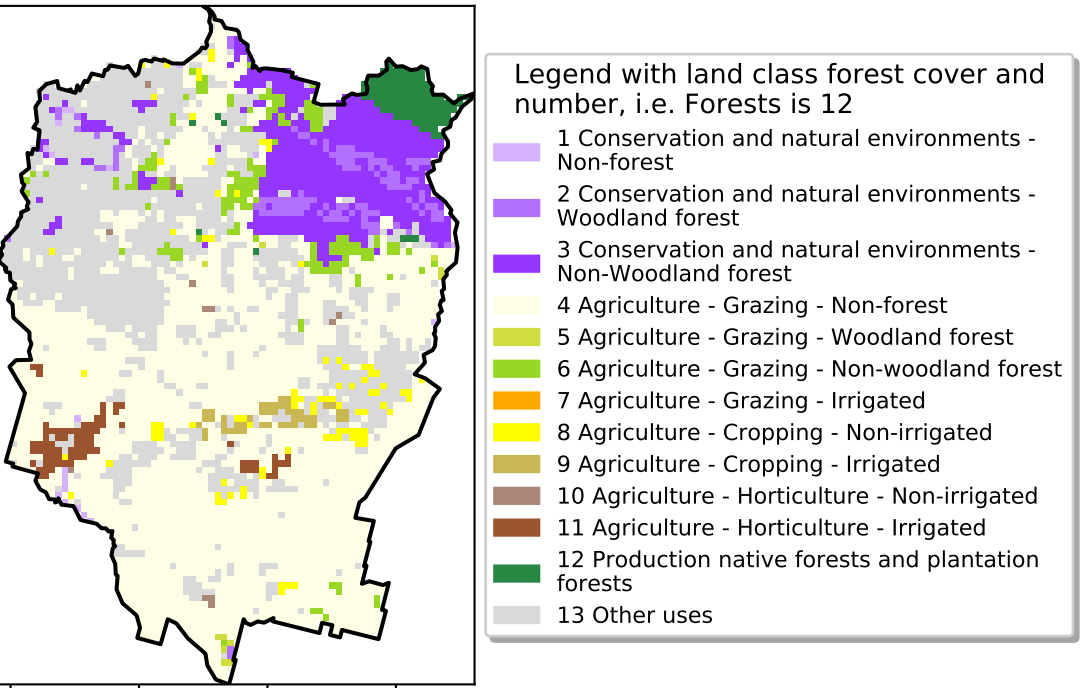 Legend with land class forest cover and
number, i.e. Forests is 12
1 Conservation and natural environments -
Non-forest
2 Conservation and natural environments -
Woodland forest
3 Conservation and natural environments -
Non-Woodland forest
4 Agriculture - Grazing - Non-forest
5 Agriculture - Grazing - Woodland forest
6 Agriculture - Grazing - Non-woodland forest
7 Agriculture - Grazing - Irrigated
8 Agriculture - Cropping - Non-irrigated
9 Agriculture - Cropping - Irrigated
10 Agriculture - Horticulture - Non-irrigated
11 Agriculture - Horticulture - Irrigated
12 Production native forests and plantation
forests
13 Other uses